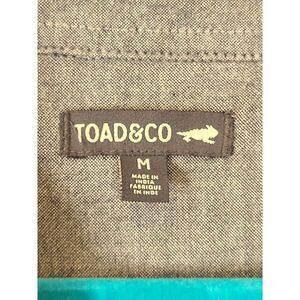 TOAD&CO
M
MADE IN
INDIA
FABRIQUE
EN INDE